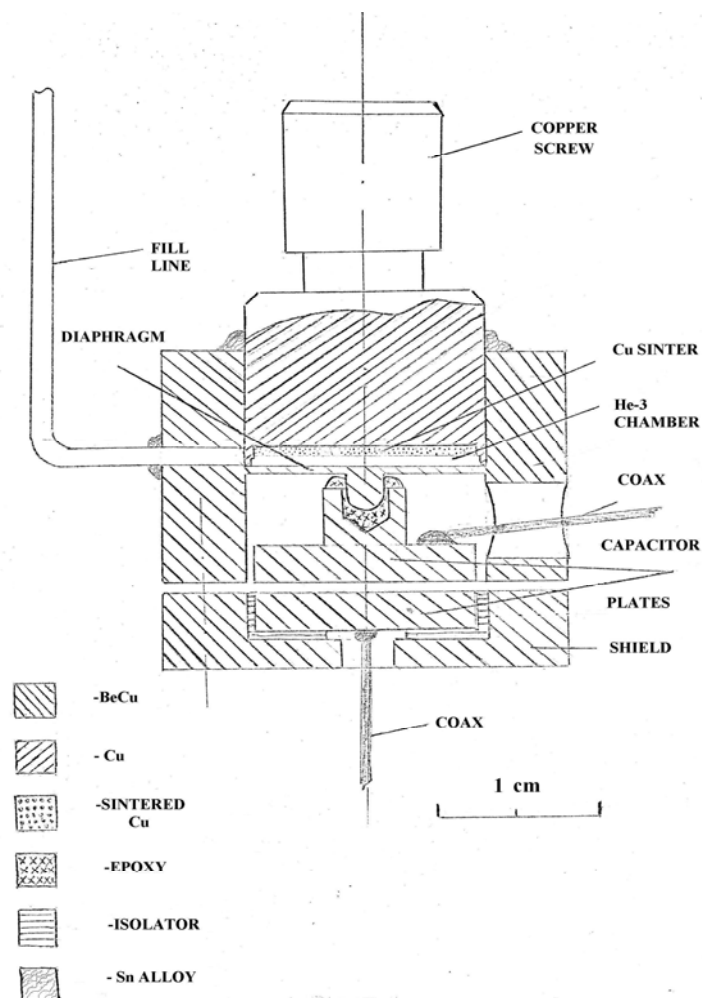 COPPER
SCREW
FILL
LINE
DIAPHRAGM
Cu SINTER
He-3
CHAMBER
COAX
CAPACITOR
PLATES
SHIELD
-BeCu
COAX
- Cu
1 cm
-SINTERED
Cu
-EPOXY
-ISOLATOR
- Sn ALLOY